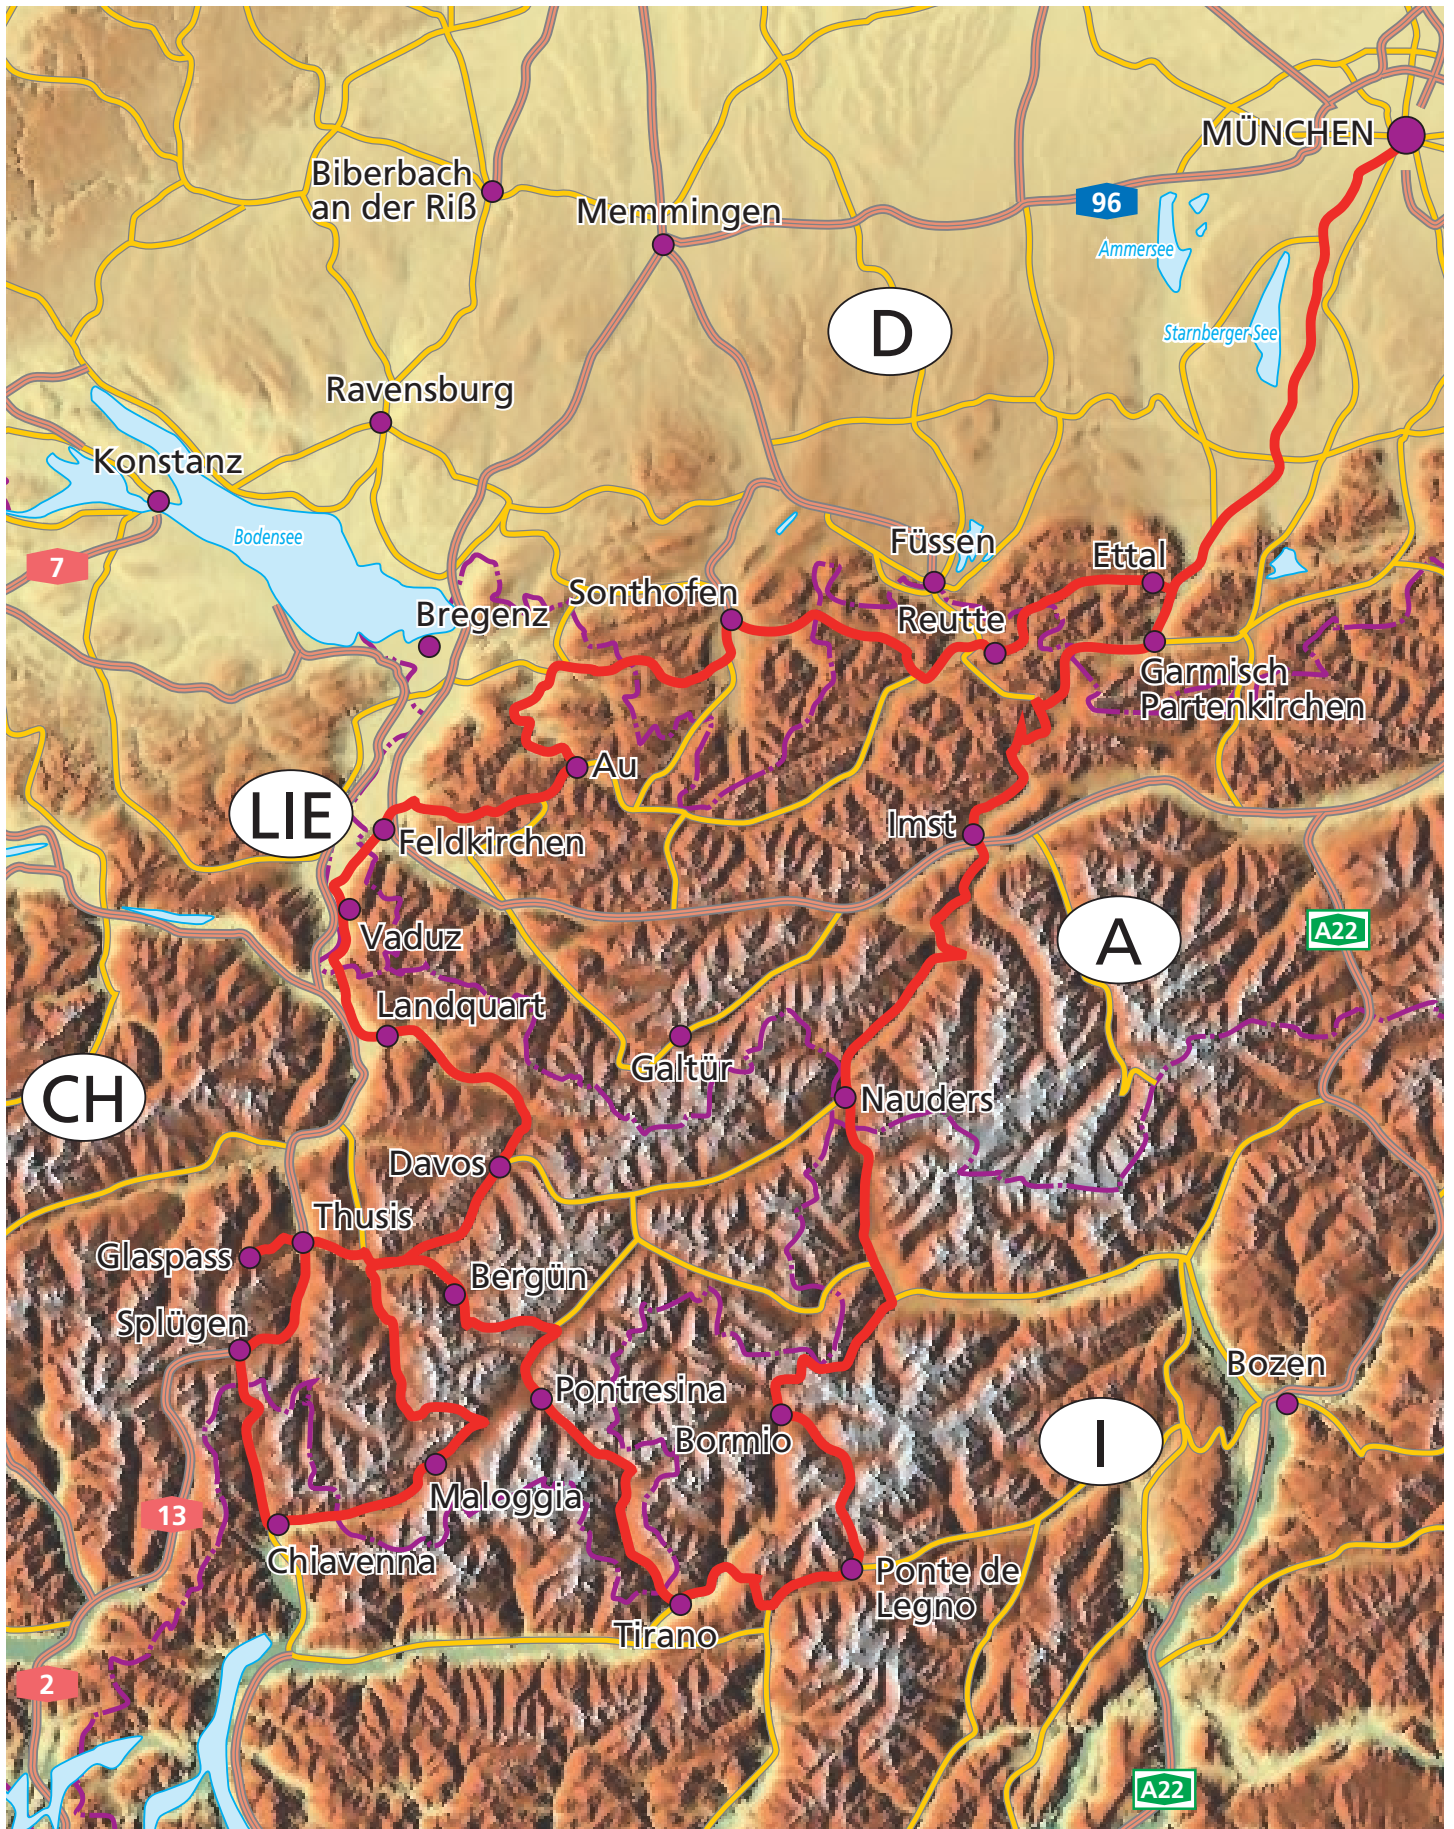 MÜNCHEN
Biberbach
an der Riß
96
Memmingen
Ammersee
D
Starnberger See
Ravensburg
Konstanz
Bodensee
7
Füssen
Ettal
Sonthofen
Bregenz
Reutte
Garmisch
Partenkirchen
Au
LIE
Imst
Feldkirchen
A
A22
Vaduz
Landquart
Galtür
CH
Nauders
Davos
Thusis
Glaspass
Bergün
Splügen
Bozen
Pontresina
Bormio
I
Maloggia
13
Chiavenna
Ponte de
Legno
Tirano
2
A22